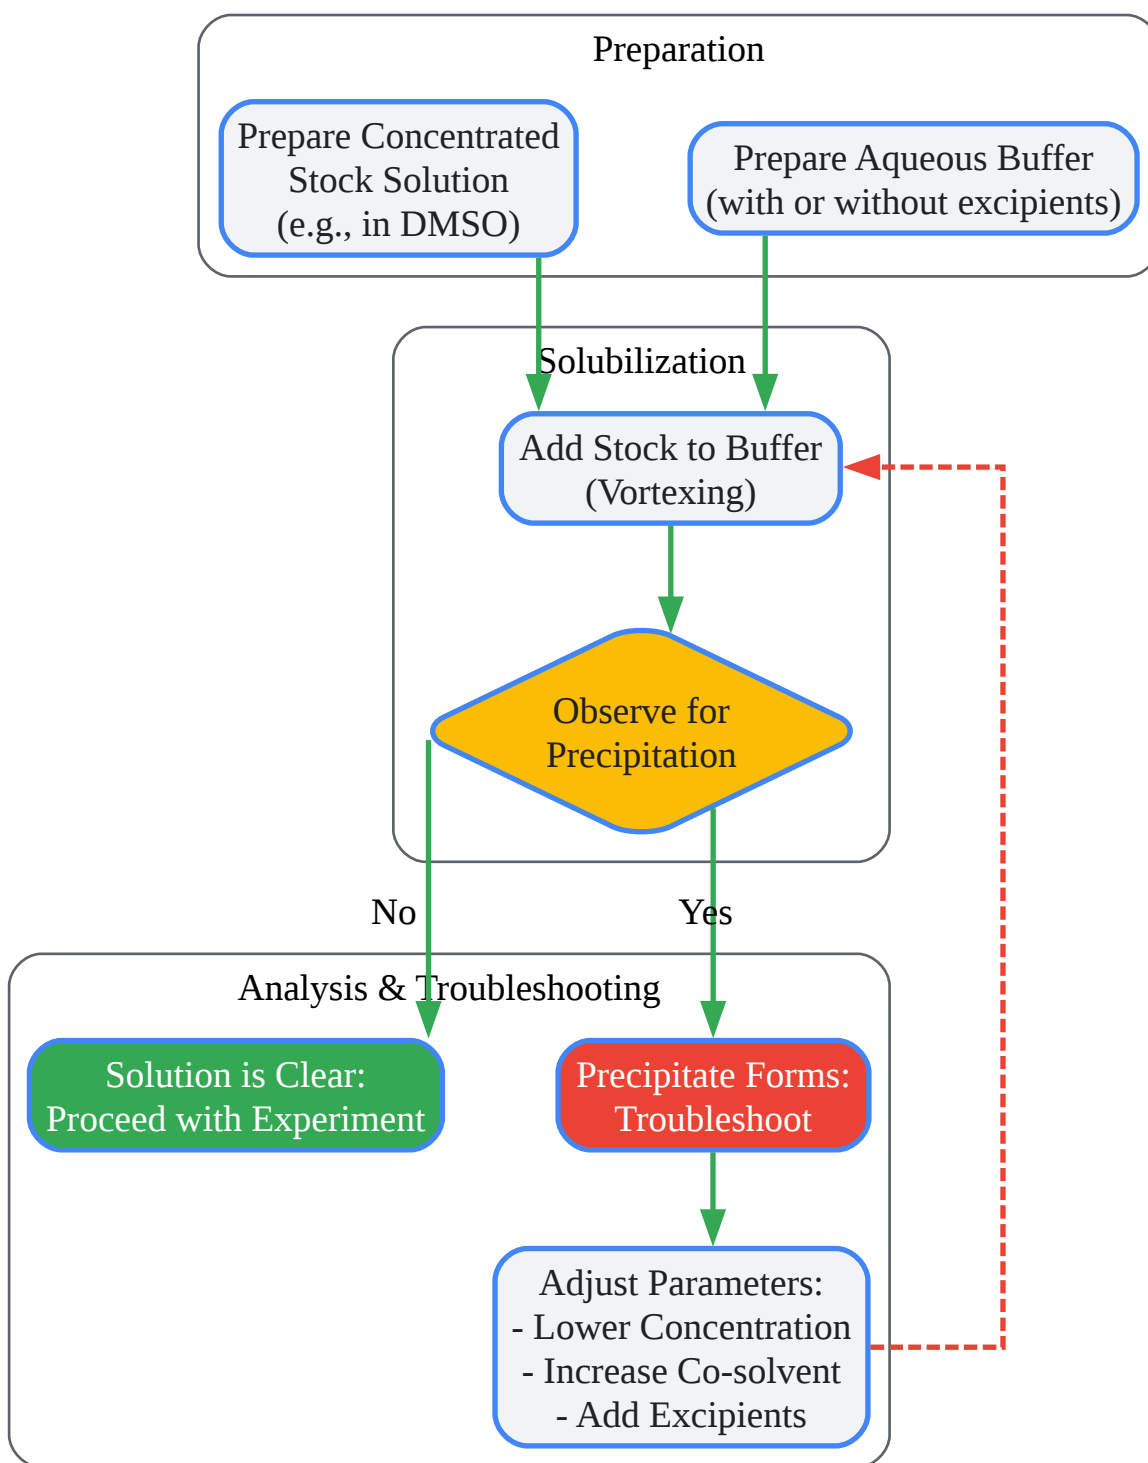 Preparation
Prepare Concentrated
Stock Solution
(e.g., in DMSO)
Prepare Aqueous Buffer
(with or without excipients)
Solubilization
Add Stock to Buffer
(Vortexing)
Observe for
Precipitation
No
Yes
Analysis & Troubleshooting
Solution is Clear:
Proceed with Experiment
Precipitate Forms:
Troubleshoot
Adjust Parameters:
- Lower Concentration
- Increase Co-solvent
- Add Excipients